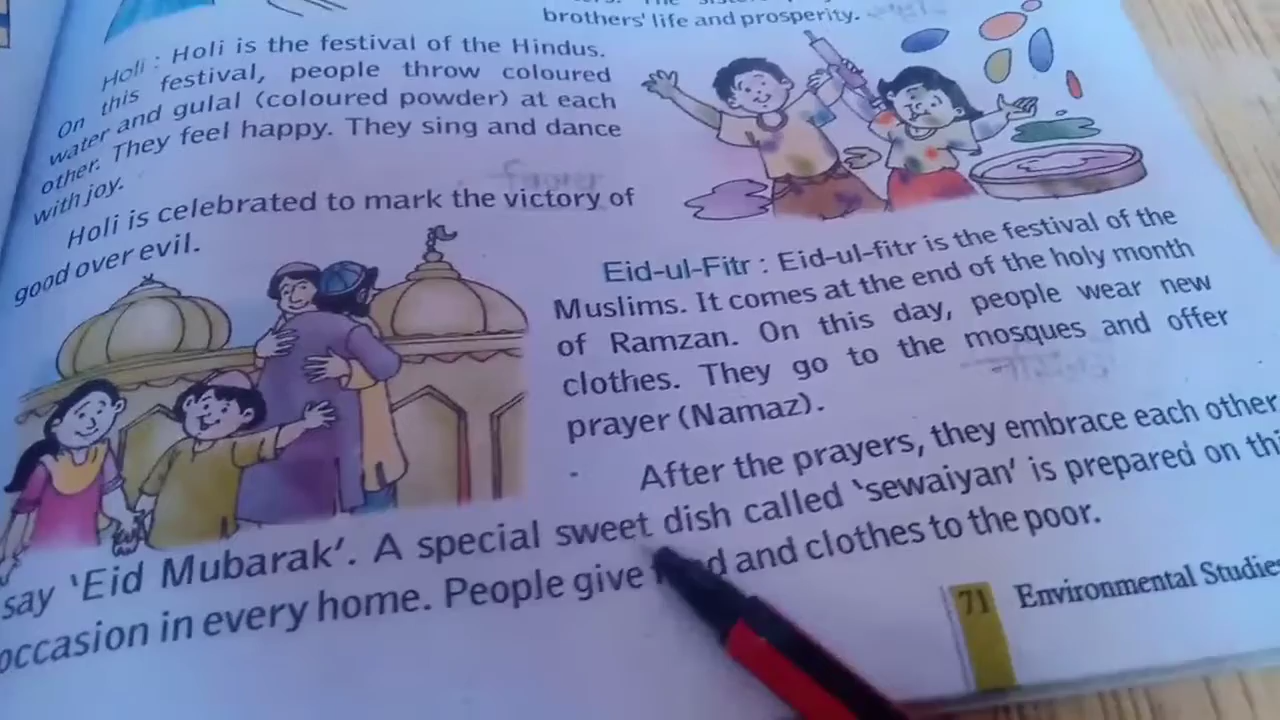 brothers' life and prosperity.
Holi : Holi is the festival of the Hindus.
On this festival, people throw coloured
water and gulal (coloured powder) at each
other. They feel happy. They sing and dance
with joy.
Holi is celebrated to mark the victory of
good over evil.
Eid-ul-Fitr : Eid-ul-fitr is the festival of the
Muslims. It comes at the end of the holy month
of Ramzan. On this day, people wear new
clothes. They go to the mosques and offer
prayer (Namaz).
After the prayers, they embrace each other
say 'Eid Mubarak'. A special sweet dish called 'sewaiyan' is prepared on thi
occasion in every home. People give and clothes to the poor.
71 Environmental Studies